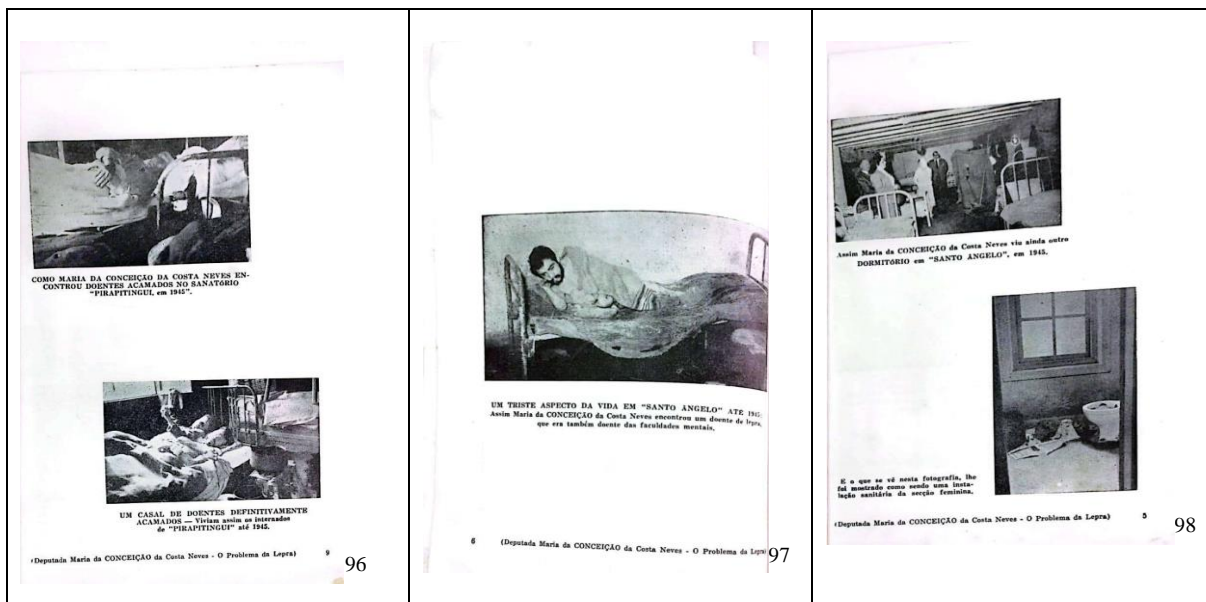 COMO MARIA DA CONCEIÇÃO DA COSTA NEVES EN-
CONTROU DOENTES ACAMADOS NO SANATÓRIO
"PIRAPITINGUI, em 1945".
UM CASAL DE DOENTES DEFINITIVAMENTE
ACAMADOS — Viviam assim os internados
de "PIRAPITINGUI" até 1945.
(Deputada Maria da CONCEIÇÃO da Costa Neves - O Problema da Lepra) 9
96
UM TRISTE ASPECTO DA VIDA EM "SANTO ANGELO" ATÉ 1945:
Assim Maria da CONCEIÇÃO da Costa Neves encontrou um doente de lepra,
que era também doente das faculdades mentais.
6 (Deputada Maria da CONCEIÇÃO da Costa Neves - O Problema da Lepra)
97
Assim Maria da CONCEIÇÃO da Costa Neves viu ainda outro
DORMITÓRIO em "SANTO ANGELO", em 1945.
E o que se vê nesta fotografia, lhe
foi mostrado como sendo uma insta-
lação sanitária da secção feminina.
(Deputada Maria da CONCEIÇÃO da Costa Neves - O Problema da Lepra) 5
98